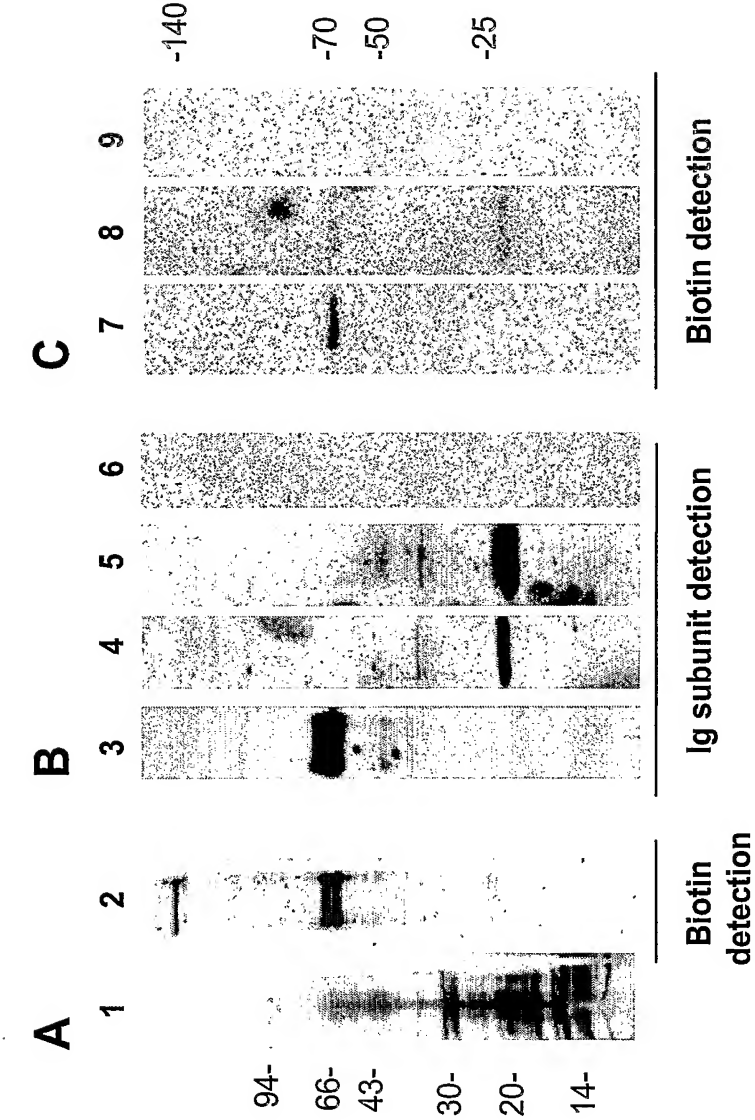 A B C
1 2 3 4 5 6 7 8 9
-140
94-
66- -70
43- -50
30-
20- -25
14-
Biotin detection
Ig subunit detection
Biotin detection